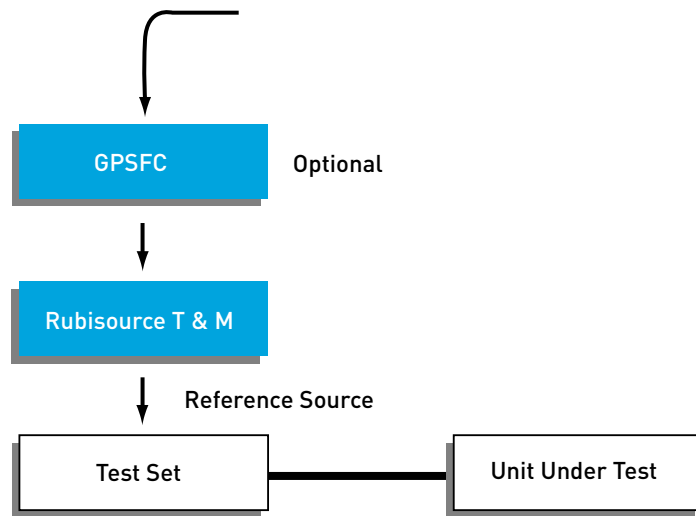 GPSFC
Optional
Rubisource T & M
Reference Source
Test Set
Unit Under Test